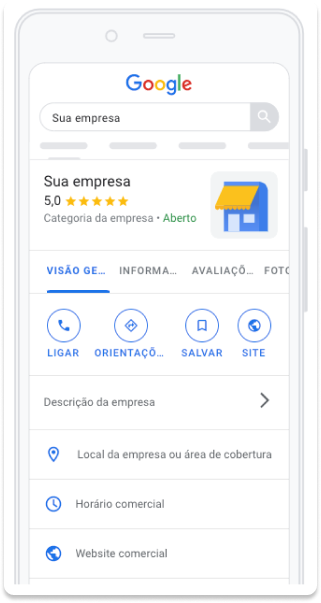 Google
Sua empresa
Sua empresa
5,0
Categoria da empresa • Aberto
VISÃO GE... INFORMA... AVALIAÇÕ... FOTO
LIGAR ORIENTAÇÕ... SALVAR SITE
Descrição da empresa
Local da empresa ou área de cobertura
Horário comercial
Website comercial